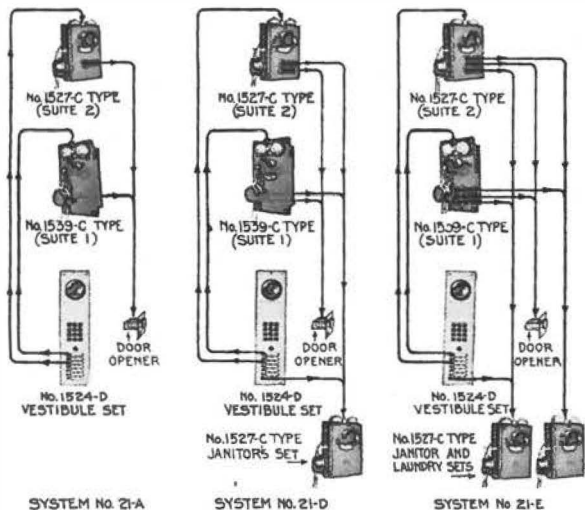 No. 1527-C TYPE
(SUITE 2)
No. 1539-C TYPE
(SUITE 1)
DOOR
OPENER
No. 1524-D
VESTIBULE SET
SYSTEM No. 21-A
No. 1527-C TYPE
(SUITE 2)
No. 1539-C TYPE
(SUITE 1)
DOOR
OPENER
No. 1524-D
VESTIBULE SET
No. 1527-C TYPE
JANITOR'S SET
SYSTEM No. 21-D
No. 1527-C TYPE
(SUITE 2)
No. 1539-C TYPE
(SUITE 1)
DOOR
OPENER
No. 1524-D
VESTIBULE SET
No. 1527-C TYPE
JANITOR AND
LAUNDRY SETS
SYSTEM No 21-E